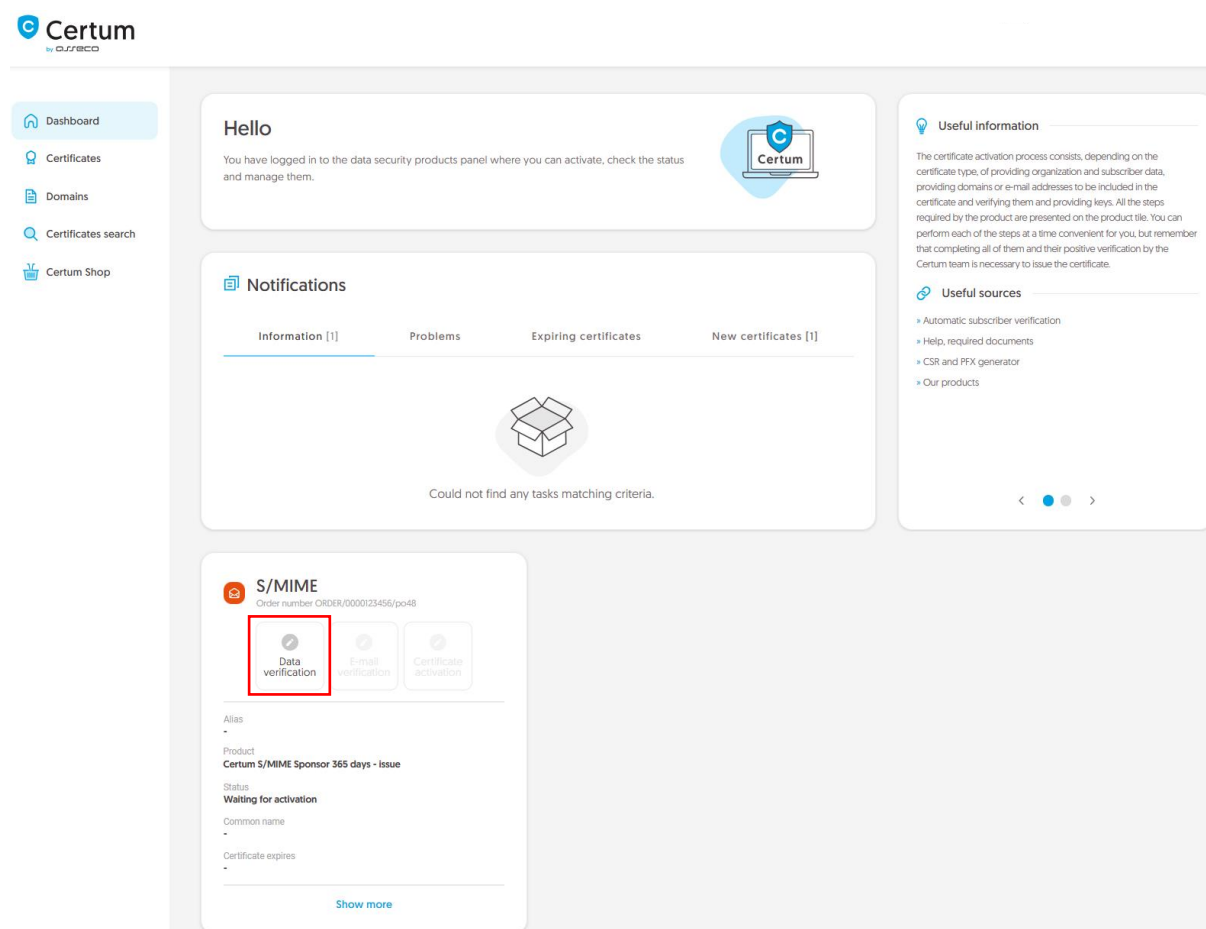 Certum
by asseco
Dashboard
Certificates
Domains
Certificates search
Certum Shop
Hello
You have logged in to the data security products panel where you can activate, check the status
and manage them.
Certum
Notifications
Information [1]
Problems
Expiring certificates
New certificates [1]
Could not find any tasks matching criteria.
Useful information
The certificate activation process consists, depending on the
certificate type, of providing organization and subscriber data,
providing domains or e-mail addresses to be included in the
certificate and verifying them and providing keys. All the steps
required by the product are presented on the product tile. You can
perform each of the steps at a time convenient for you, but remember
that completing all of them and their positive verification by the
Certum team is necessary to issue the certificate.
Useful sources
» Automatic subscriber verification
» Help, required documents
» CSR and PFX generator
» Our products
S/MIME
Order number ORDER/0000123456/po48
Data
verification
E-mail
verification
Certificate
activation
Alias
-
Product
Certum S/MIME Sponsor 365 days - issue
Status
Waiting for activation
Common name
-
Certificate expires
-
Show more